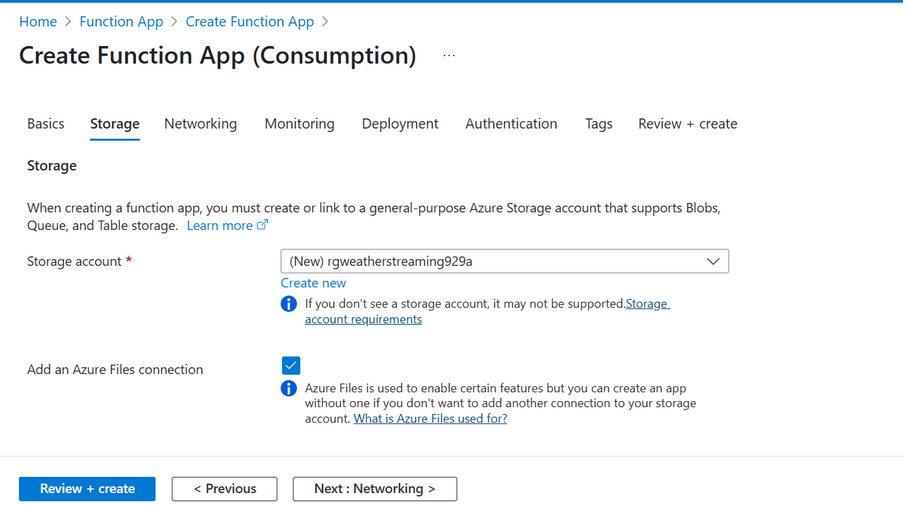 Home > Function App > Create Function App >
Create Function App (Consumption) ...
Basics Storage Networking Monitoring Deployment Authentication Tags Review + create
Storage
When creating a function app, you must create or link to a general-purpose Azure Storage account that supports Blobs,
Queue, and Table storage. Learn more
Storage account *
(New) rgweatherstreaming929a
Create new
If you don't see a storage account, it may not be supported.Storage
account requirements
Add an Azure Files connection
Azure Files is used to enable certain features but you can create an app
without one if you don't want to add another connection to your storage
account. What is Azure Files used for?
Review + create < Previous Next : Networking >